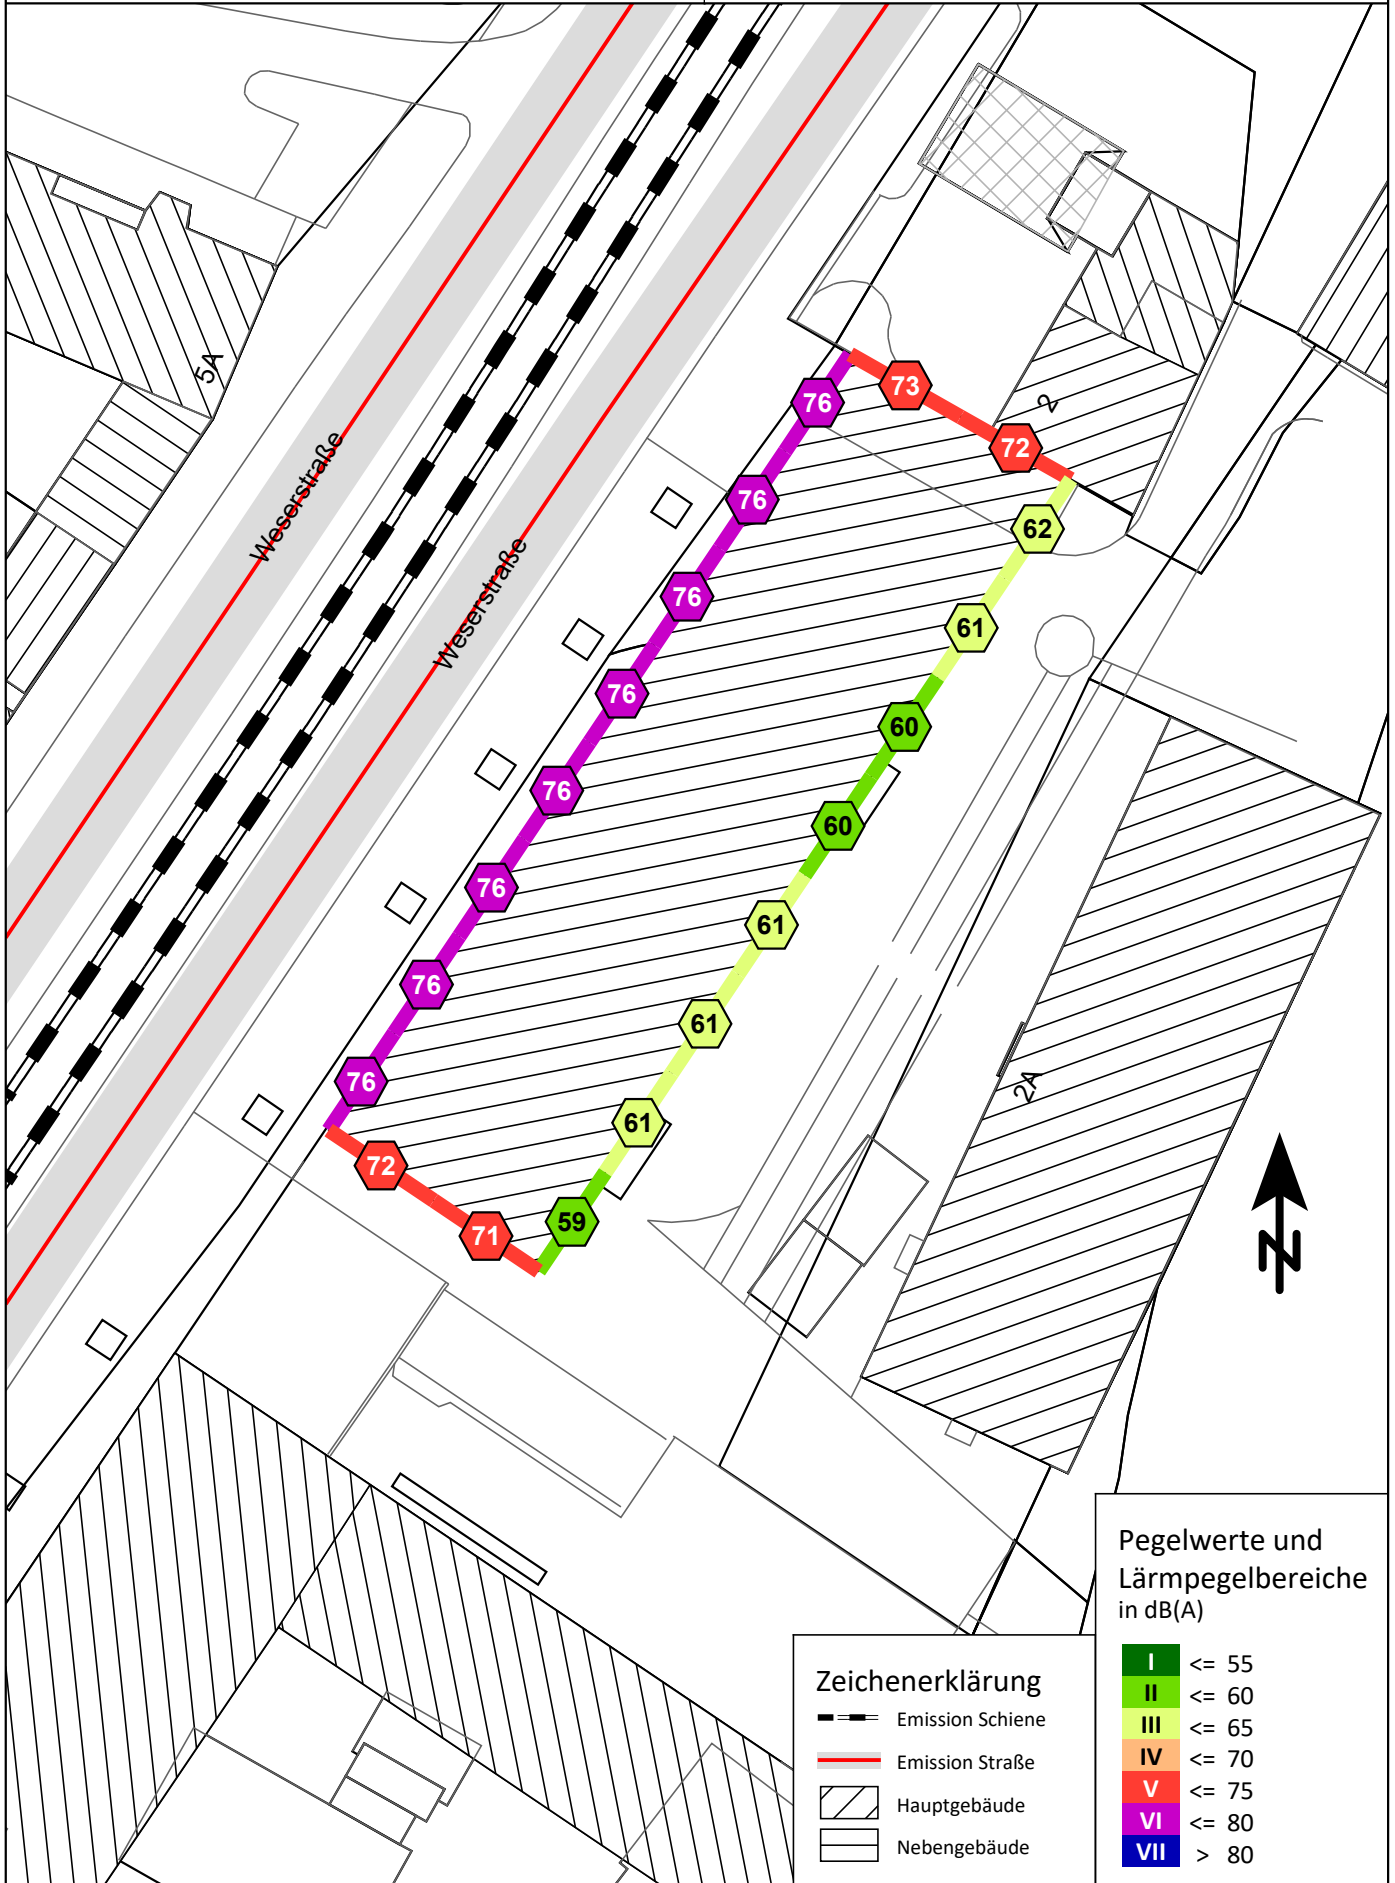 5A
Weserstraße
Weserstraße
2
73
72
76
76
76
76
76
76
76
76
62
61
60
60
61
61
61
59
72
71
2A
N
Pegelwerte und
Lärmpegelbereiche
in dB(A)
I <= 55
II <= 60
III <= 65
IV <= 70
V <= 75
VI <= 80
VII > 80
Zeichenerklärung
Emission Schiene
Emission Straße
Hauptgebäude
Nebengebäude